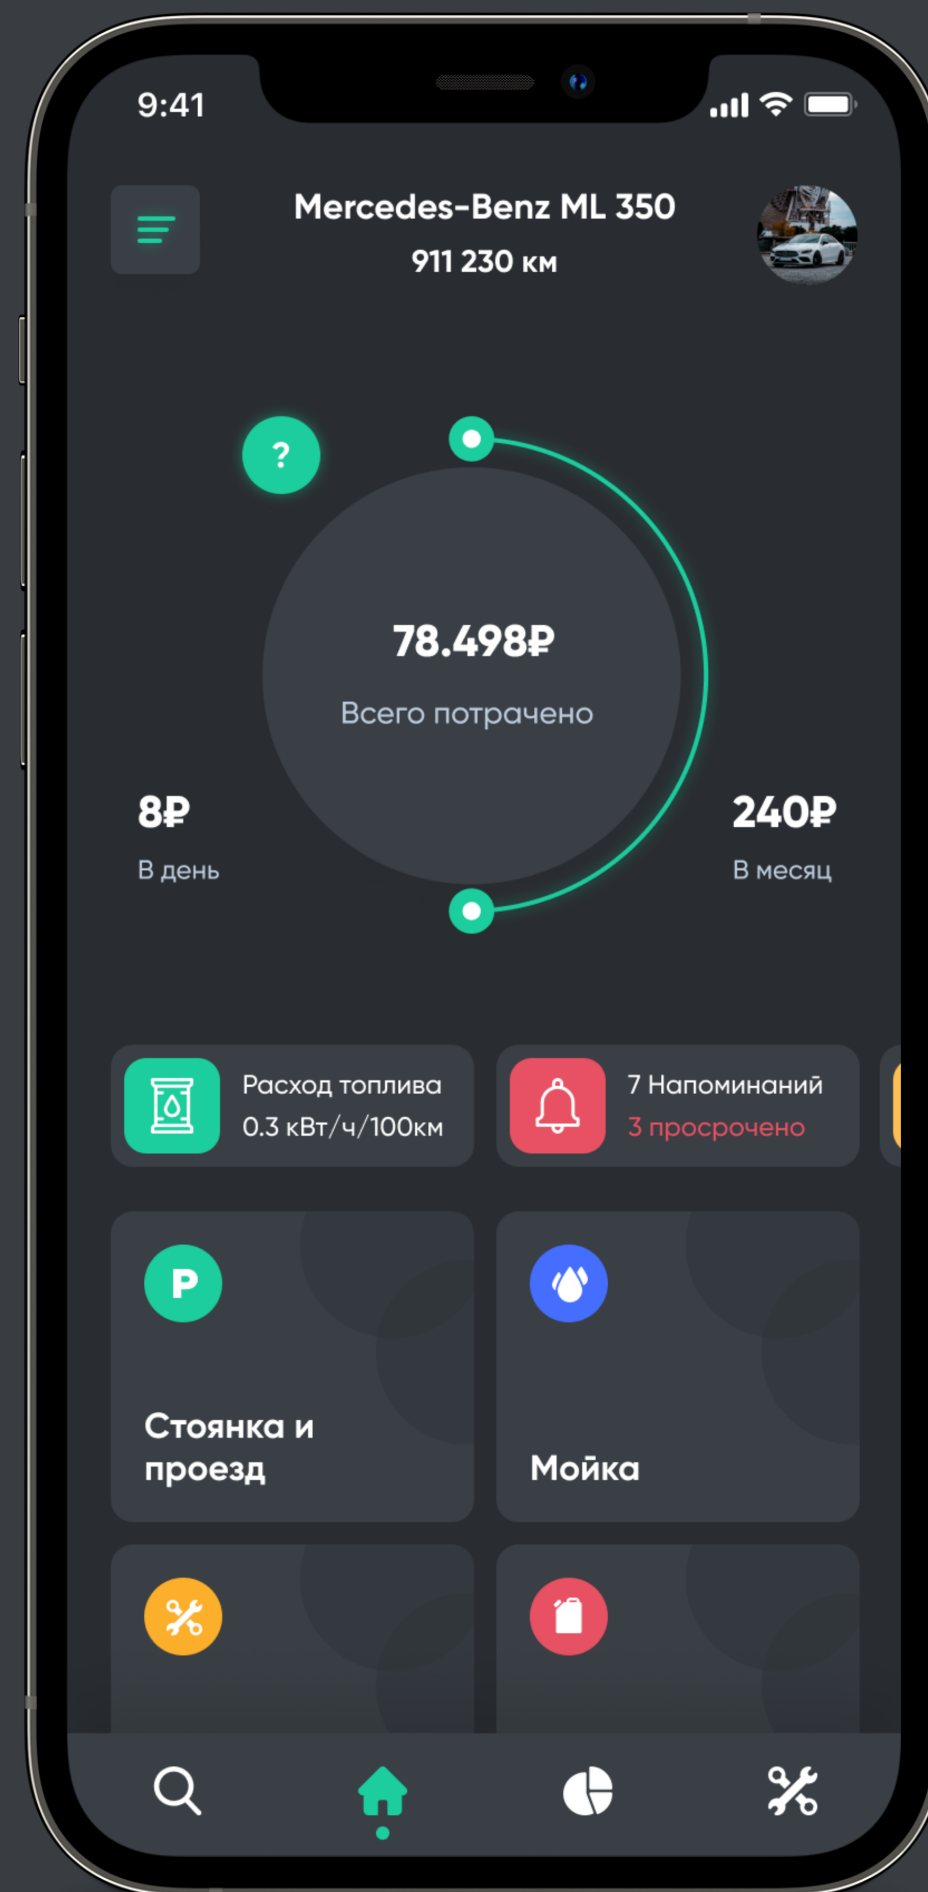 9:41
Mercedes-Benz ML 350
911 230 км
?
78.498₽
Всего потрачено
8₽
В день
240₽
В месяц
Расход топлива
0.3 кВт/ч/100км
7 Напоминаний
3 просрочено
P
Стоянка и
проезд
Мойка